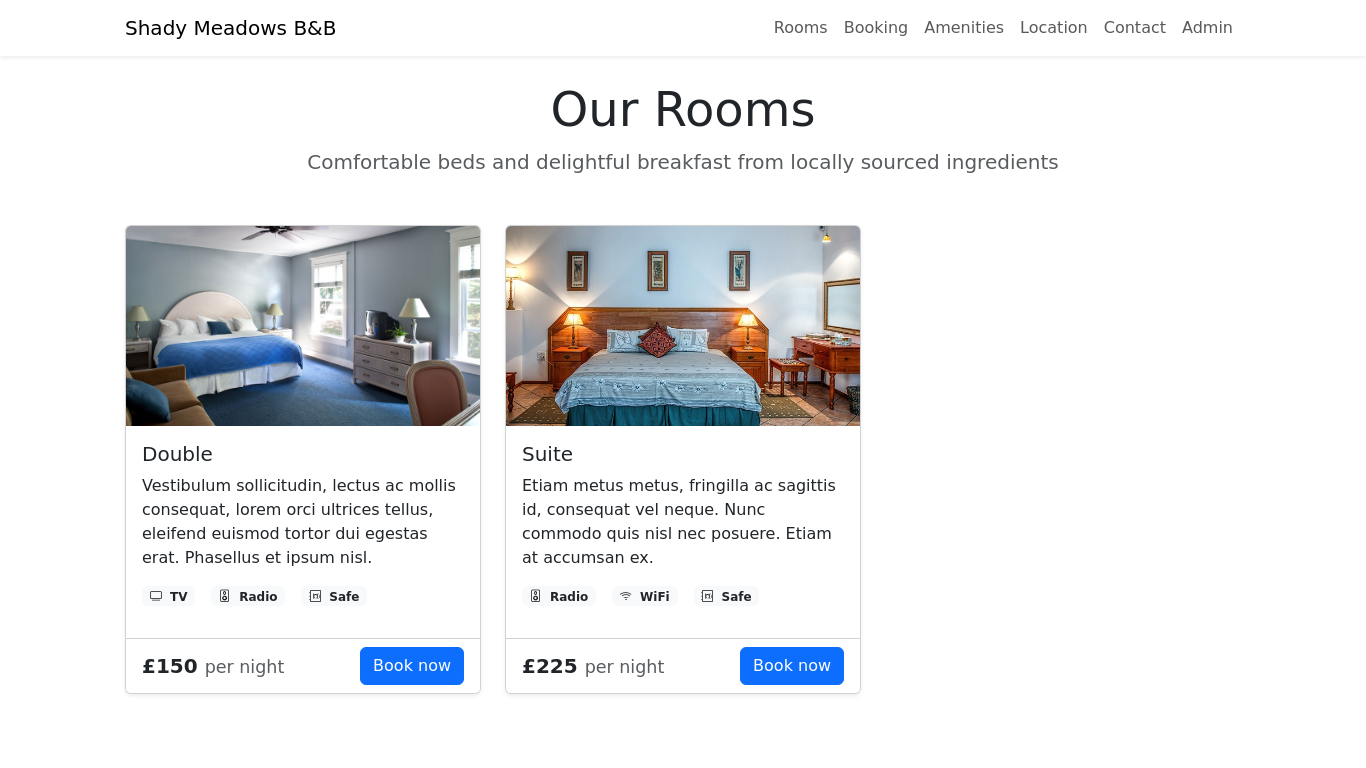 Shady Meadows B&B
Rooms Booking Amenities Location Contact Admin
Our Rooms
Comfortable beds and delightful breakfast from locally sourced ingredients
Double
Vestibulum sollicitudin, lectus ac mollis
consequat, lorem orci ultrices tellus,
eleifend euismod tortor dui egestas
erat. Phasellus et ipsum nisl.
TV Radio Safe
£150 per night
Book now
Suite
Etiam metus metus, fringilla ac sagittis
id, consequat vel neque. Nunc
commodo quis nisl nec posuere. Etiam
at accumsan ex.
Radio WiFi Safe
£225 per night
Book now